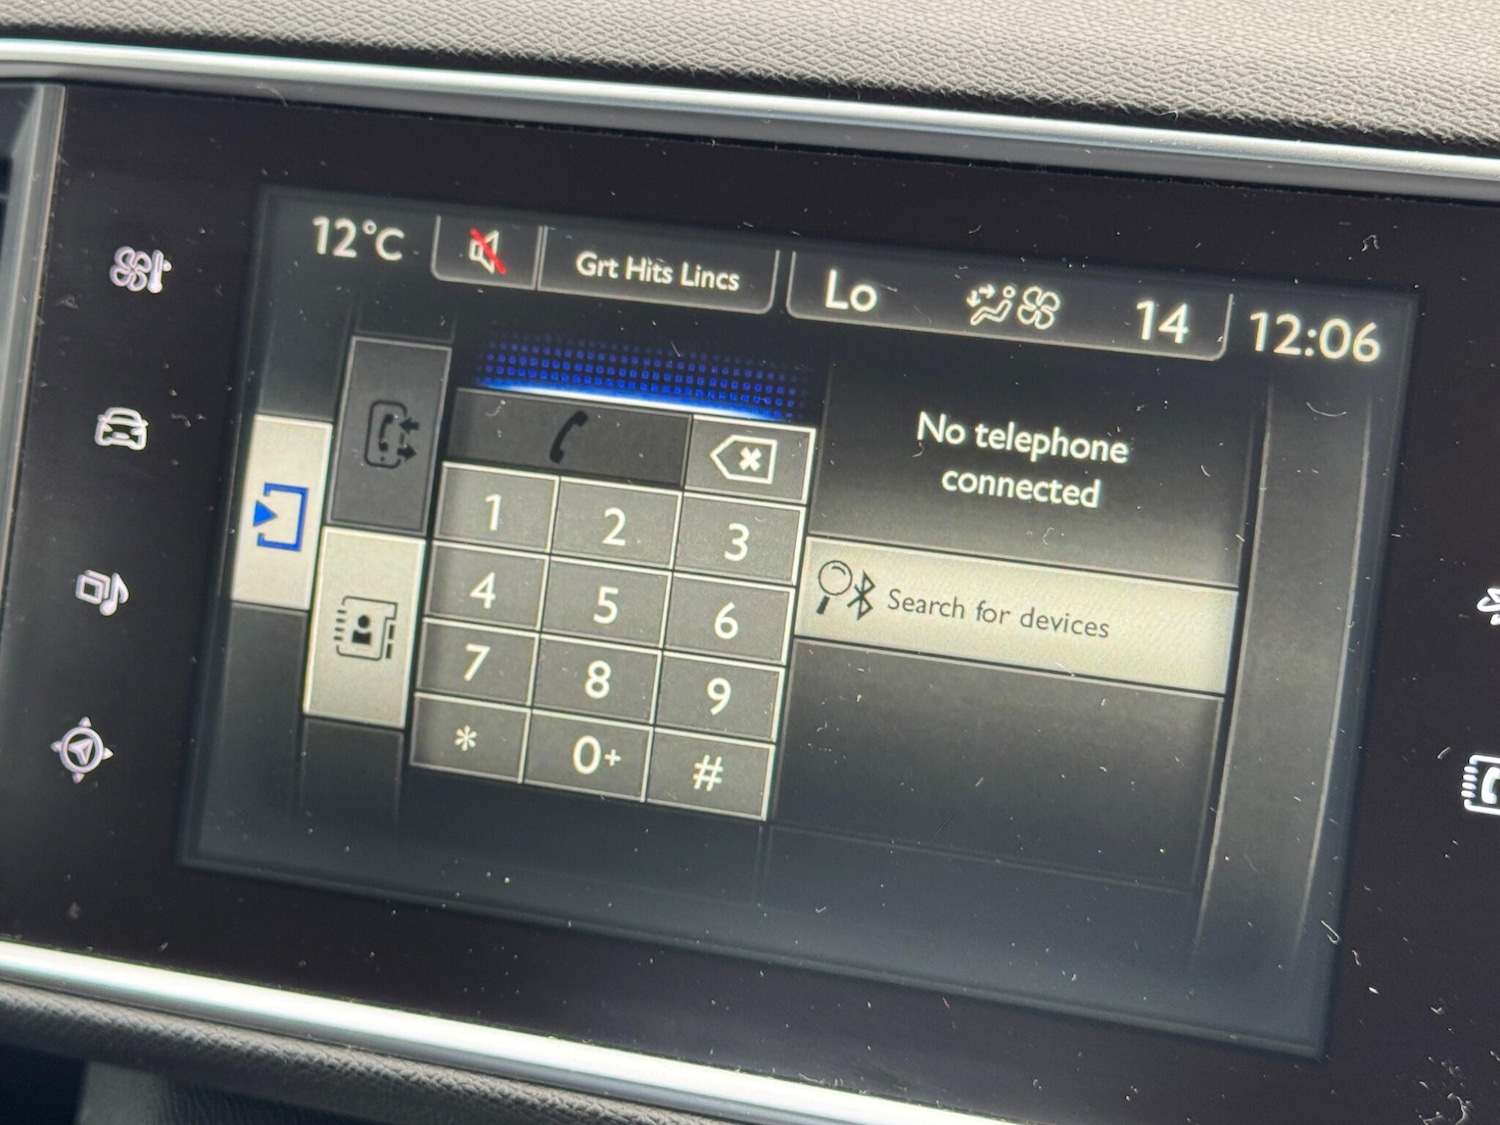 12°C
Grt Hits Lincs
Lo
14
12:06
No telephone
connected
1 2 3
4 5 6
7 8 9
* 0+ #
Search for devices